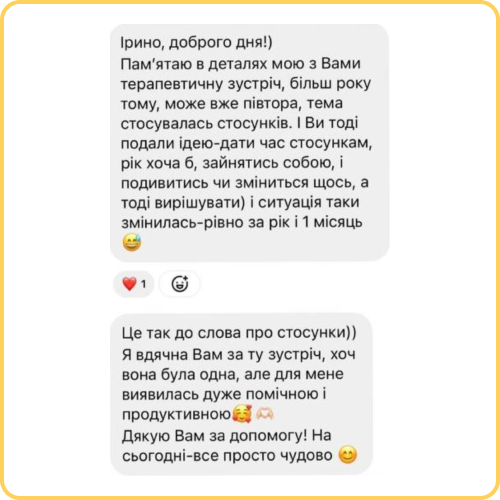 Ірино, доброго дня!)
Пам’ятаю в деталях мою з Вами
терапевтичну зустріч, більш року
тому, може вже півтора, тема
стосувалась стосунків. І Ви тоді
подали ідею-дати час стосункам,
рік хоча б, зайнятись собою, і
подивитись чи зміниться щось, а
тоді вирішувати) і ситуація таки
змінилась-рівно за рік і 1 місяць
😅
❤️ 1
Це так до слова про стосунки))
Я вдячна Вам за ту зустріч, хоч
вона була одна, але для мене
виявилась дуже помічною і
продуктивною🥰🫶🏻
Дякую Вам за допомогу! На
сьогодні-все просто чудово 😊